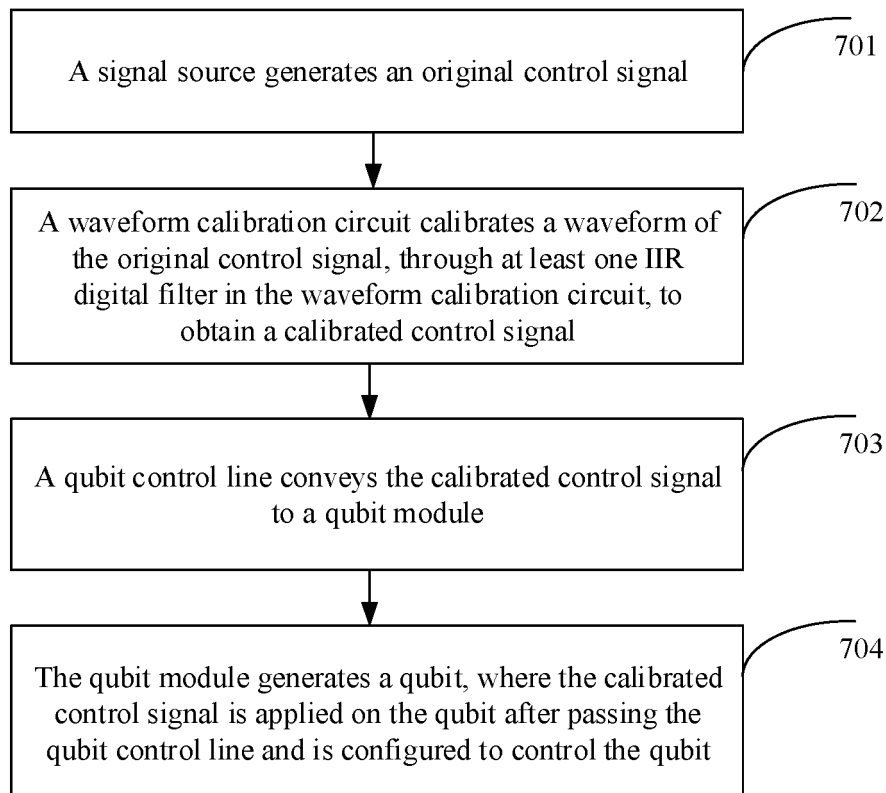 701
A signal source generates an original control signal
702
A waveform calibration circuit calibrates a waveform of
the original control signal, through at least one IIR
digital filter in the waveform calibration circuit, to
obtain a calibrated control signal
703
A qubit control line conveys the calibrated control signal
to a qubit module
704
The qubit module generates a qubit, where the calibrated
control signal is applied on the qubit after passing the
qubit control line and is configured to control the qubit